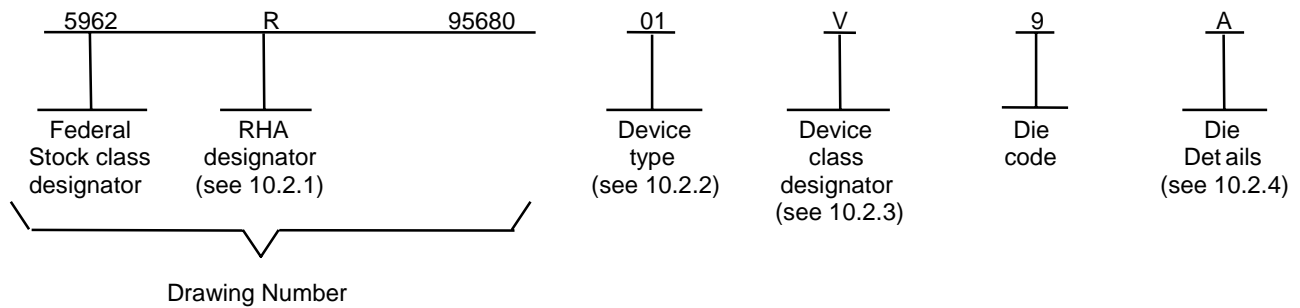 5962 R 95680 01 V 9 A
Federal Stock class designator
RHA designator (see 10.2.1)
Device type (see 10.2.2)
Device class designator (see 10.2.3)
Die code
Die Det ails (see 10.2.4)
Drawing Number